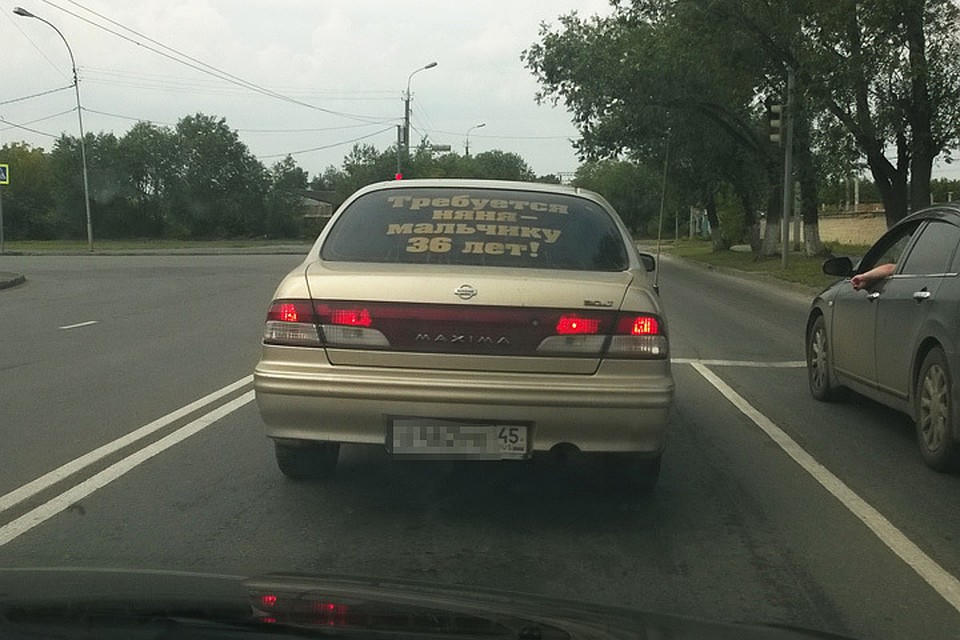 Требуется
няня-
мальчику
36 лет!
MAXIMA
45